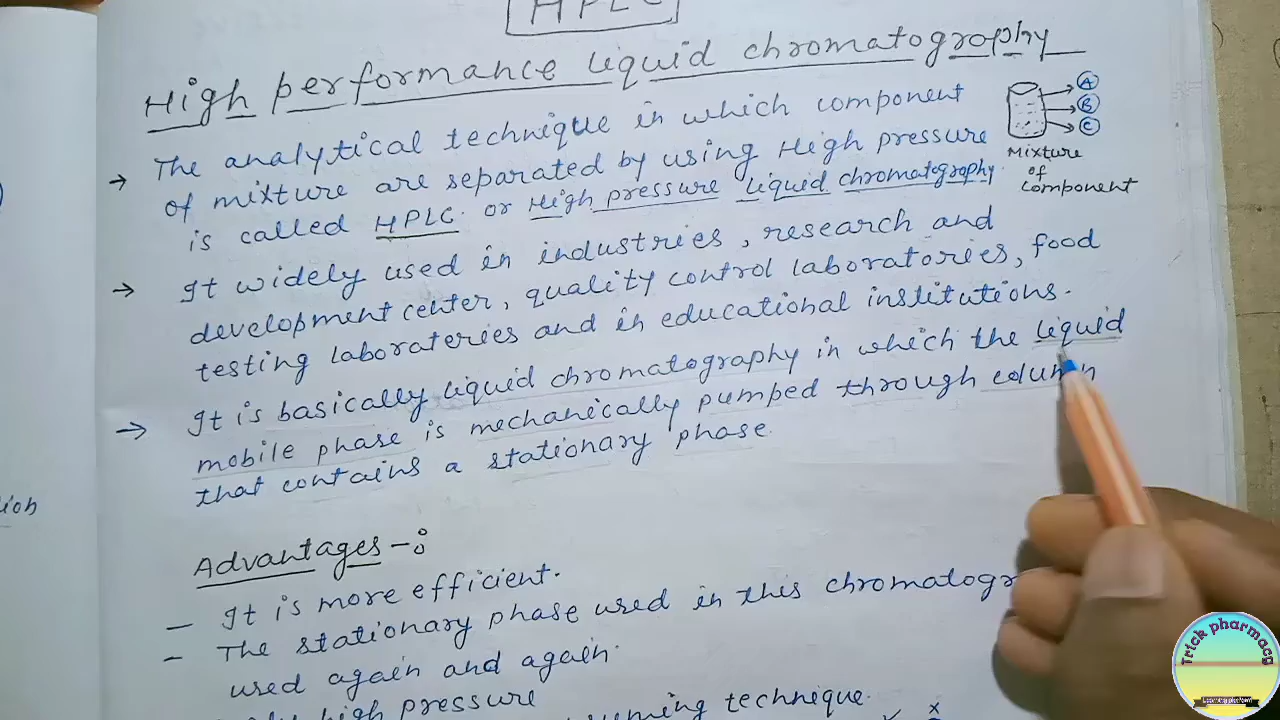 HPLC
High performance liquid chromatography
→ The analytical technique in which component
of mixture are separated by using High pressure
is called HPLC. or High pressure liquid chromatography.
A
B
C
Mixture
of
component
→ It widely used in industries, research and
development center, quality control laboratories, food
testing laborateries and in educational institutions.
→ It is basically liquid chromatography in which the liquid
mobile phase is mechanically pumped through column
that contains a stationary phase.
ion
Advantages -:
- It is more efficient.
- The stationary phase used in this chromatogr
used again and again.
high pressure
technique.
x
Trick pharmacy